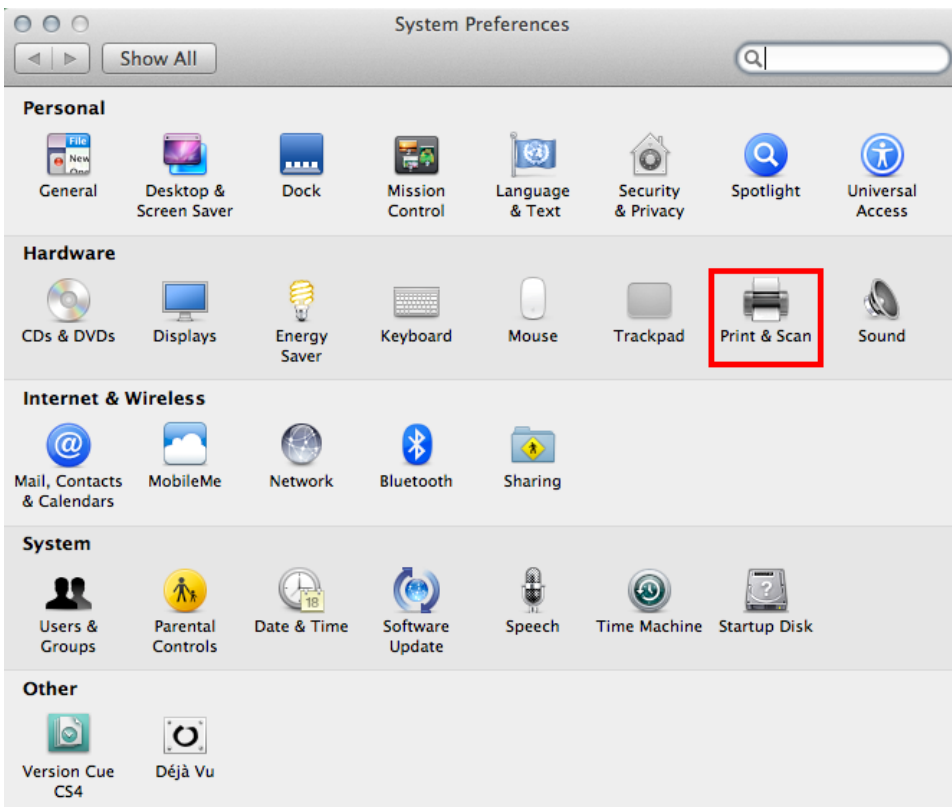 System Preferences
Show All
Personal
File
New
General
Desktop &
Screen Saver
Dock
Mission
Control
Language
& Text
Security
& Privacy
Spotlight
Universal
Access
Hardware
CDs & DVDs
Displays
Energy
Saver
Keyboard
Mouse
Trackpad
Print & Scan
Sound
Internet & Wireless
@
Mail, Contacts
& Calendars
MobileMe
Network
Bluetooth
Sharing
System
Users &
Groups
Parental
Controls
18
Date & Time
Software
Update
Speech
Time Machine
?
Startup Disk
Other
Version Cue
CS4
Déjà Vu